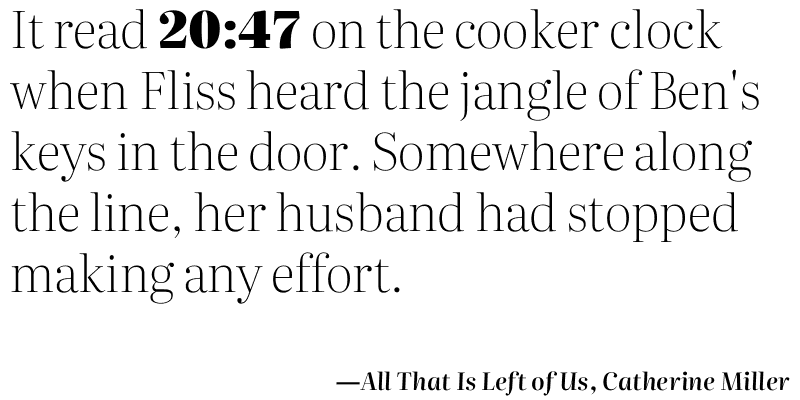 It read 20:47 on the cooker clock
when Fliss heard the jangle of Ben's
keys in the door. Somewhere along
the line, her husband had stopped
making any effort.
—All That Is Left of Us, Catherine Miller